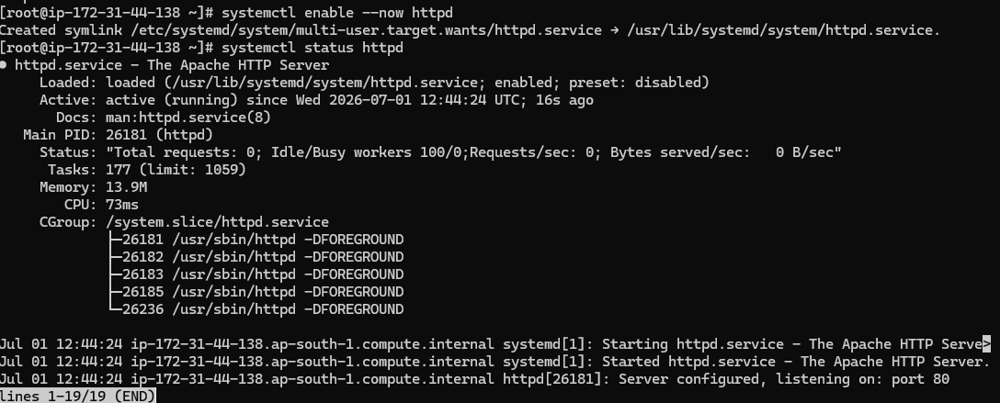 [root@ip-172-31-44-138 ~]# systemctl enable --now httpd
Created symlink /etc/systemd/system/multi-user.target.wants/httpd.service → /usr/lib/systemd/system/httpd.service.
[root@ip-172-31-44-138 ~]# systemctl status httpd
● httpd.service - The Apache HTTP Server
     Loaded: loaded (/usr/lib/systemd/system/httpd.service; enabled; preset: disabled)
     Active: active (running) since Wed 2026-07-01 12:44:24 UTC; 16s ago
       Docs: man:httpd.service(8)
   Main PID: 26181 (httpd)
     Status: "Total requests: 0; Idle/Busy workers 100/0;Requests/sec: 0; Bytes served/sec:   0 B/sec"
      Tasks: 177 (limit: 1059)
     Memory: 13.9M
        CPU: 73ms
     CGroup: /system.slice/httpd.service
             ├─26181 /usr/sbin/httpd -DFOREGROUND
             ├─26182 /usr/sbin/httpd -DFOREGROUND
             ├─26183 /usr/sbin/httpd -DFOREGROUND
             ├─26185 /usr/sbin/httpd -DFOREGROUND
             └─26236 /usr/sbin/httpd -DFOREGROUND
Jul 01 12:44:24 ip-172-31-44-138.ap-south-1.compute.internal systemd[1]: Starting httpd.service - The Apache HTTP Serve>
Jul 01 12:44:24 ip-172-31-44-138.ap-south-1.compute.internal systemd[1]: Started httpd.service - The Apache HTTP Server.
Jul 01 12:44:24 ip-172-31-44-138.ap-south-1.compute.internal httpd[26181]: Server configured, listening on: port 80
lines 1-19/19 (END)